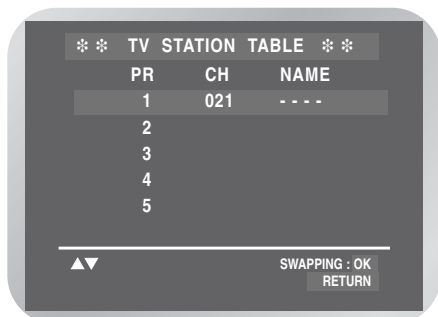 ❇ ❇ TV STATION TABLE ❇ ❇
PR CH NAME
1 021 - - - -
2
3
4
5
▲▼ SWAPPING : OK
RETURN